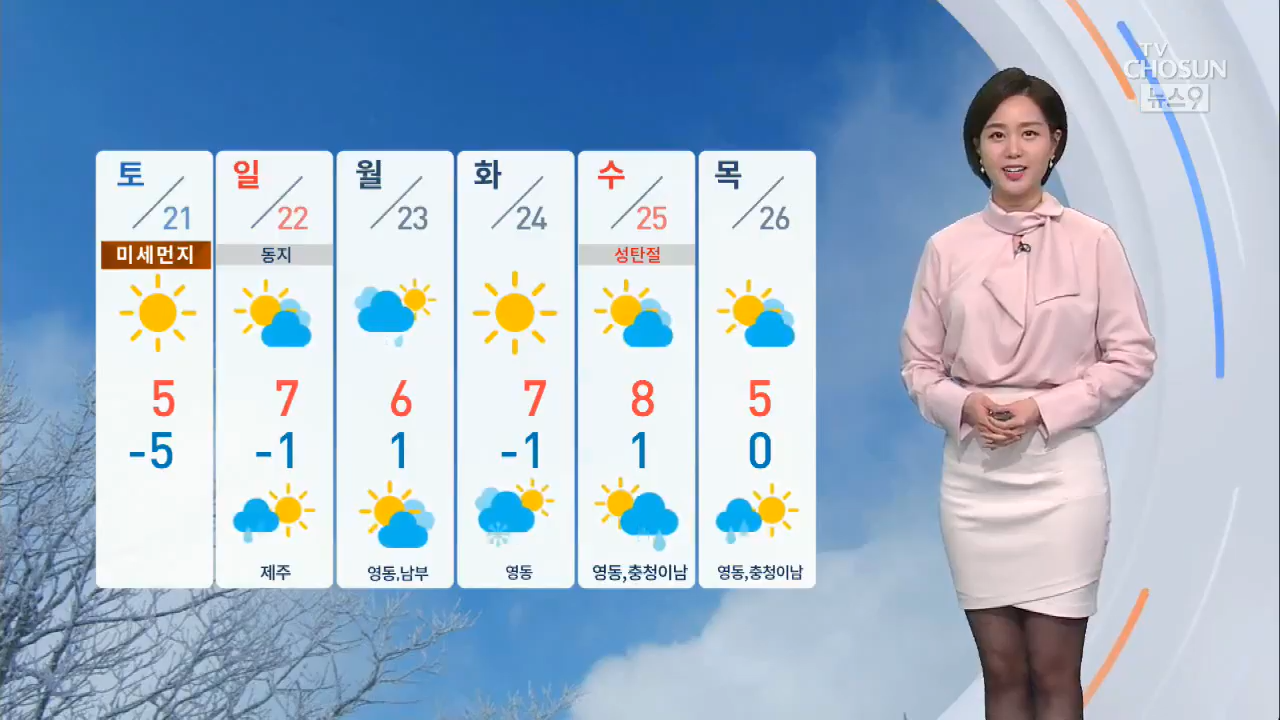 TV
CHOSUN
뉴스9
토
21
미세먼지
5
-5
일
22
동지
7
-1
제주
월
23
6
1
영동,남부
화
24
7
-1
영동
수
25
성탄절
8
1
영동,충청이남
목
26
5
0
영동,충청이남